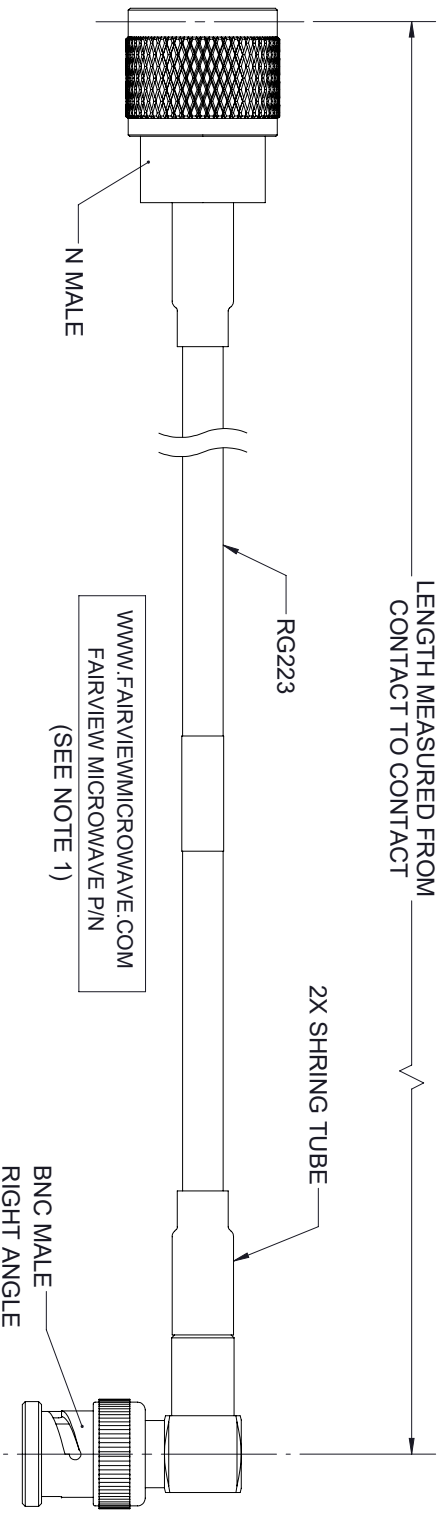 LENGTH MEASURED FROM
CONTACT TO CONTACT
2X SHRING TUBE
RG223
N MALE
WWW.FAIRVIEWMICROWAVE.COM
FAIRVIEW MICROWAVE P/N
(SEE NOTE 1)
BNC MALE
RIGHT ANGLE